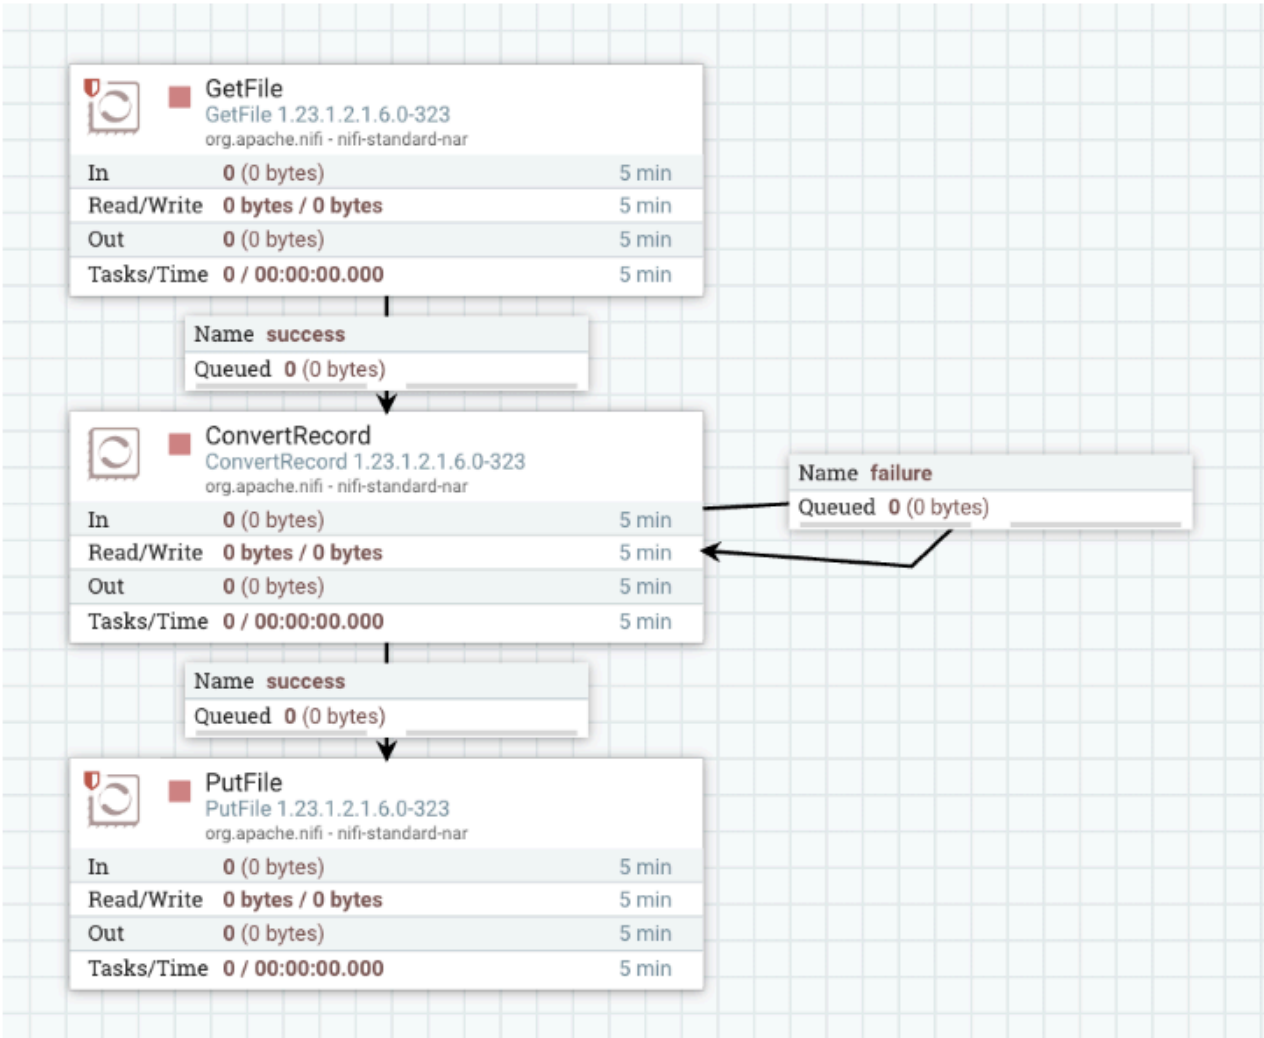 GetFile
GetFile 1.23.1.2.1.6.0-323
org.apache.nifi - nifi-standard-nar
In 0 (0 bytes) 5 min
Read/Write 0 bytes / 0 bytes 5 min
Out 0 (0 bytes) 5 min
Tasks/Time 0 / 00:00:00.000 5 min
Name success
Queued 0 (0 bytes)
ConvertRecord
ConvertRecord 1.23.1.2.1.6.0-323
org.apache.nifi - nifi-standard-nar
In 0 (0 bytes) 5 min
Read/Write 0 bytes / 0 bytes 5 min
Out 0 (0 bytes) 5 min
Tasks/Time 0 / 00:00:00.000 5 min
Name failure
Queued 0 (0 bytes)
Name success
Queued 0 (0 bytes)
PutFile
PutFile 1.23.1.2.1.6.0-323
org.apache.nifi - nifi-standard-nar
In 0 (0 bytes) 5 min
Read/Write 0 bytes / 0 bytes 5 min
Out 0 (0 bytes) 5 min
Tasks/Time 0 / 00:00:00.000 5 min